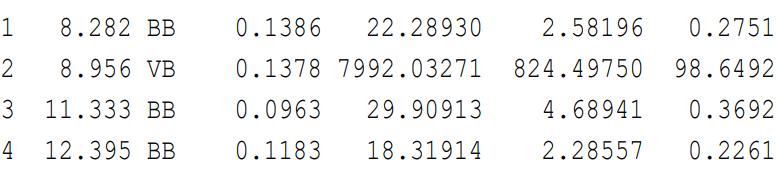 1 8.282 BB 0.1386 22.28930 2.58196 0.2751
2 8.956 VB 0.1378 7992.03271 824.49750 98.6492
3 11.333 BB 0.0963 29.90913 4.68941 0.3692
4 12.395 BB 0.1183 18.31914 2.28557 0.2261